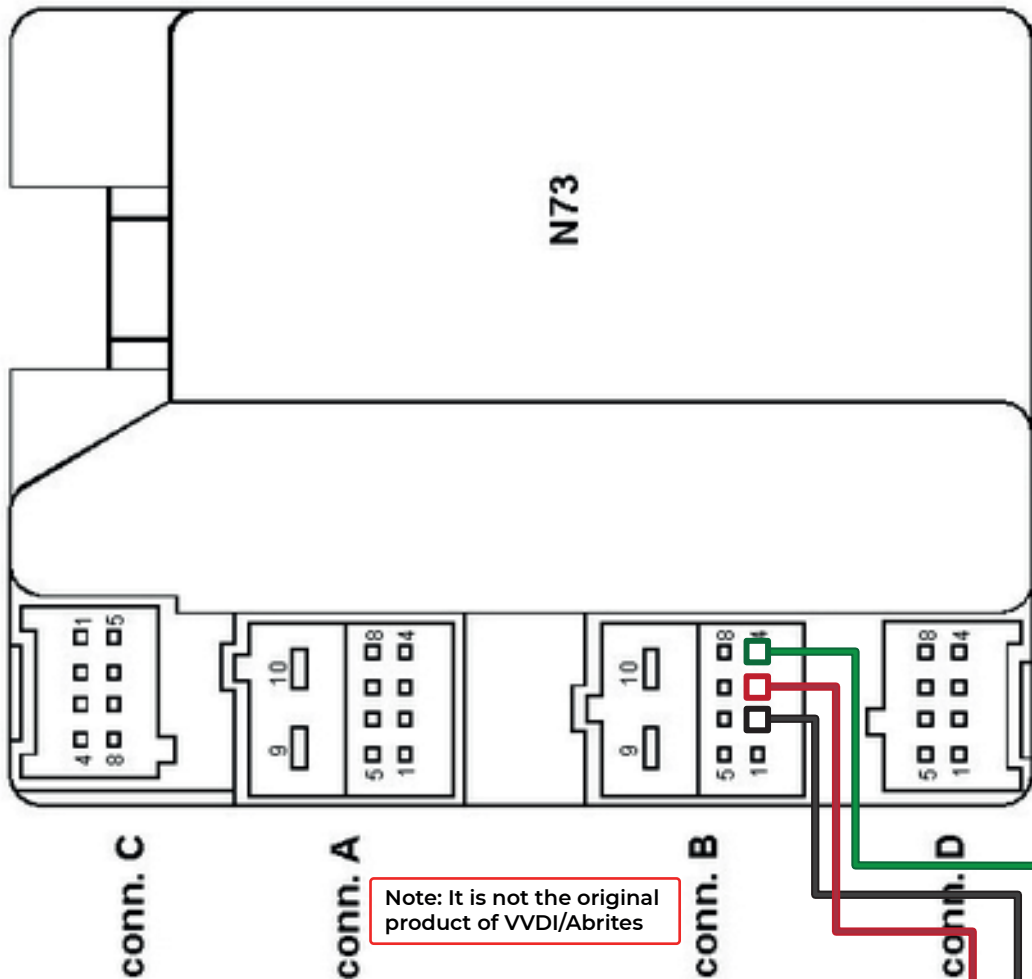 N73
1
5
4
8
10
9
8
4
5
1
10
9
8
4
5
1
8
4
5
1
conn. C
conn. A
conn. B
conn. D
Note: It is not the original
product of VVDI/Abrites